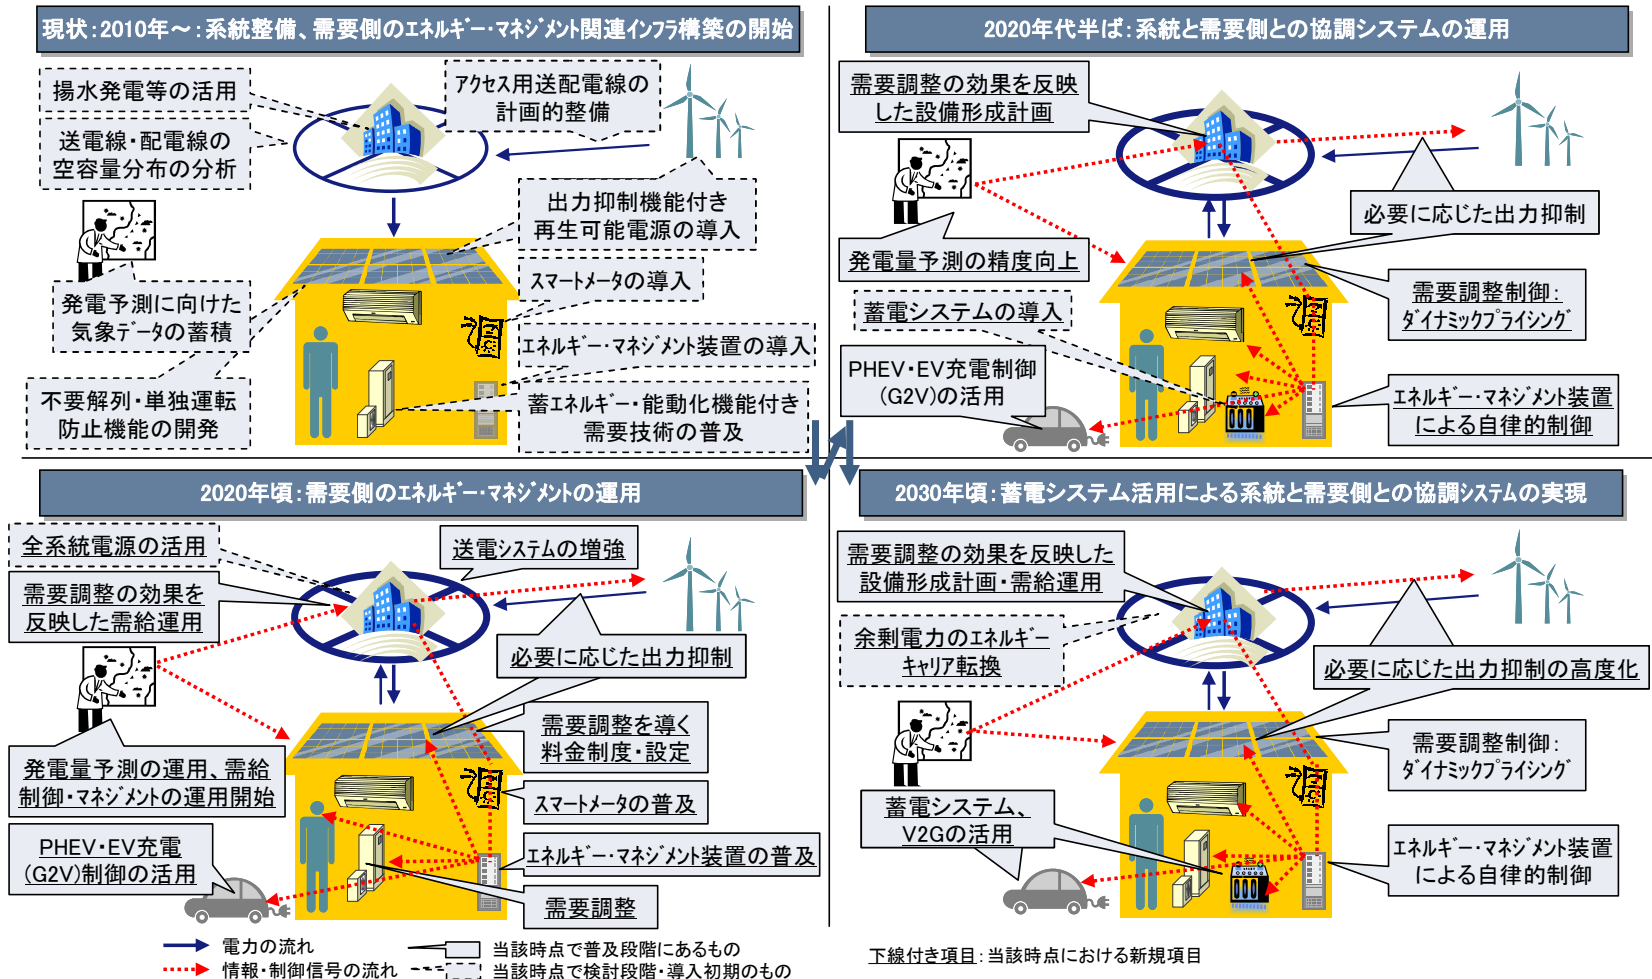 現状:2010年～:系統整備、需要側のエネルギー・マネジメント関連インフラ構築の開始
揚水発電等の活用
送電線・配電線の
空容量分布の分析
アクセス用送配電線の
計画的整備
出力抑制機能付き
再生可能電源の導入
スマートメータの導入
発電予測に向けた
気象データの蓄積
エネルギー・マネジメント装置の導入
不要解列・単独運転
防止機能の開発
蓄エネルギー・能動化機能付き
需要技術の普及
2020年代半ば:系統と需要側との協調システムの運用
需要調整の効果を反映
した設備形成計画
必要に応じた出力抑制
発電量予測の精度向上
需要調整制御:
ダイナミックプライシング
蓄電システムの導入
PHEV・EV充電制御
(G2V)の活用
エネルギー・マネジメント装置
による自律的制御
2020年頃:需要側のエネルギー・マネジメントの運用
全系統電源の活用
送電システムの増強
需要調整の効果を
反映した需給運用
必要に応じた出力抑制
需要調整を導く
料金制度・設定
発電量予測の運用、需給
制御・マネジメントの運用開始
スマートメータの普及
PHEV・EV充電
(G2V)制御の活用
エネルギー・マネジメント装置の普及
需要調整
2030年頃:蓄電システム活用による系統と需要側との協調システムの実現
需要調整の効果を反映した
設備形成計画・需給運用
余剰電力のエネルギー
キャリア転換
必要に応じた出力抑制の高度化
需要調整制御:
ダイナミックプライシング
蓄電システム、
V2Gの活用
エネルギー・マネジメント装置
による自律的制御
電力の流れ
情報・制御信号の流れ
当該時点で普及段階にあるもの
当該時点で検討段階・導入初期のもの
下線付き項目:当該時点における新規項目